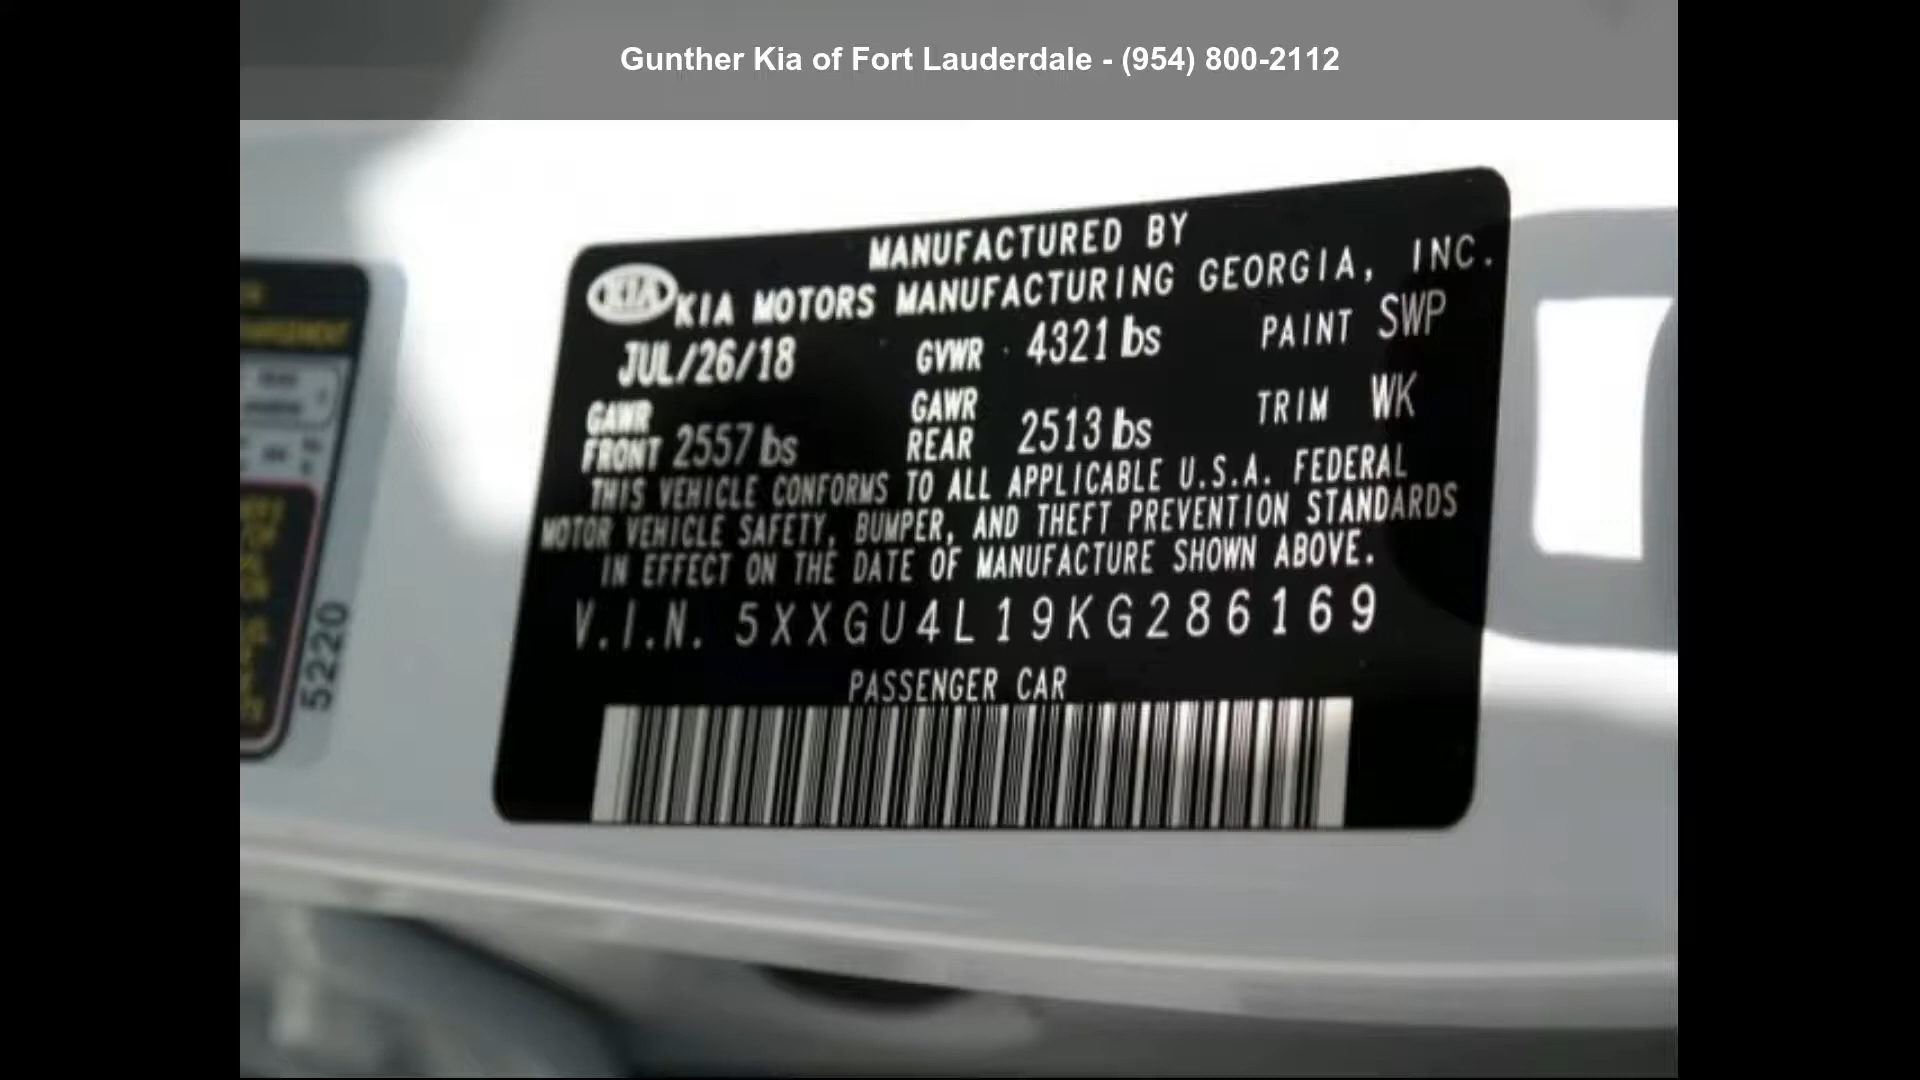 Gunther Kia of Fort Lauderdale - (954) 800-2112
MANUFACTURED BY
KIA KIA MOTORS MANUFACTURING GEORGIA, INC.
JUL/26/18 GVWR 4321 lbs PAINT SWP
GAWR FRONT 2557 lbs GAWR REAR 2513 lbs TRIM WK
THIS VEHICLE CONFORMS TO ALL APPLICABLE U.S.A. FEDERAL
MOTOR VEHICLE SAFETY, BUMPER, AND THEFT PREVENTION STANDARDS
IN EFFECT ON THE DATE OF MANUFACTURE SHOWN ABOVE.
V.I.N. 5XXGU4L19KG286169
PASSENGER CAR
5220